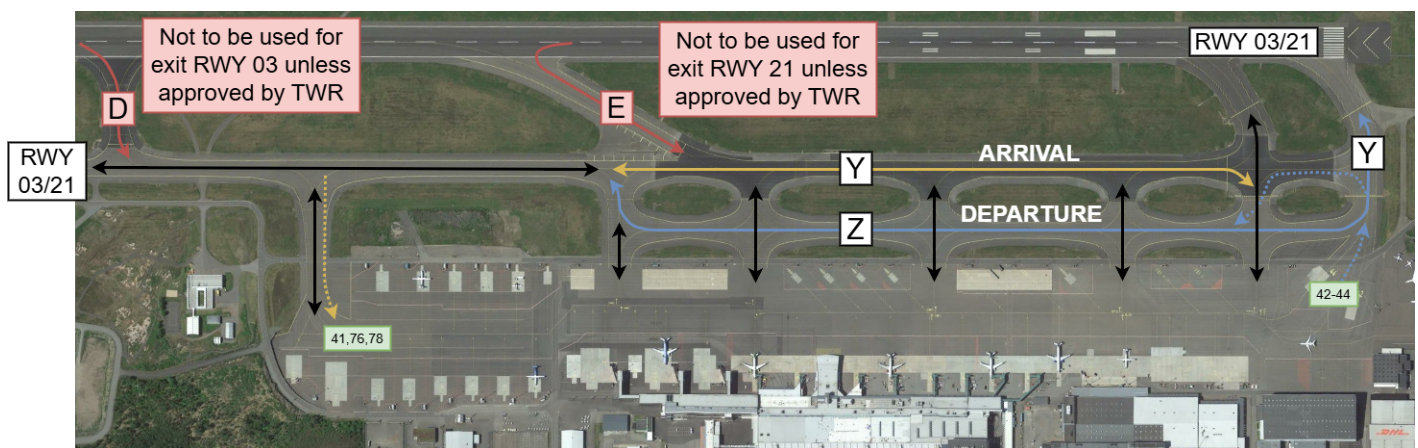 Not to be used for
exit RWY 03 unless
approved by TWR
Not to be used for
exit RWY 21 unless
approved by TWR
RWY 03/21
D
E
RWY
03/21
Y
ARRIVAL
Y
Z
DEPARTURE
42-44
41,76,78
DHL